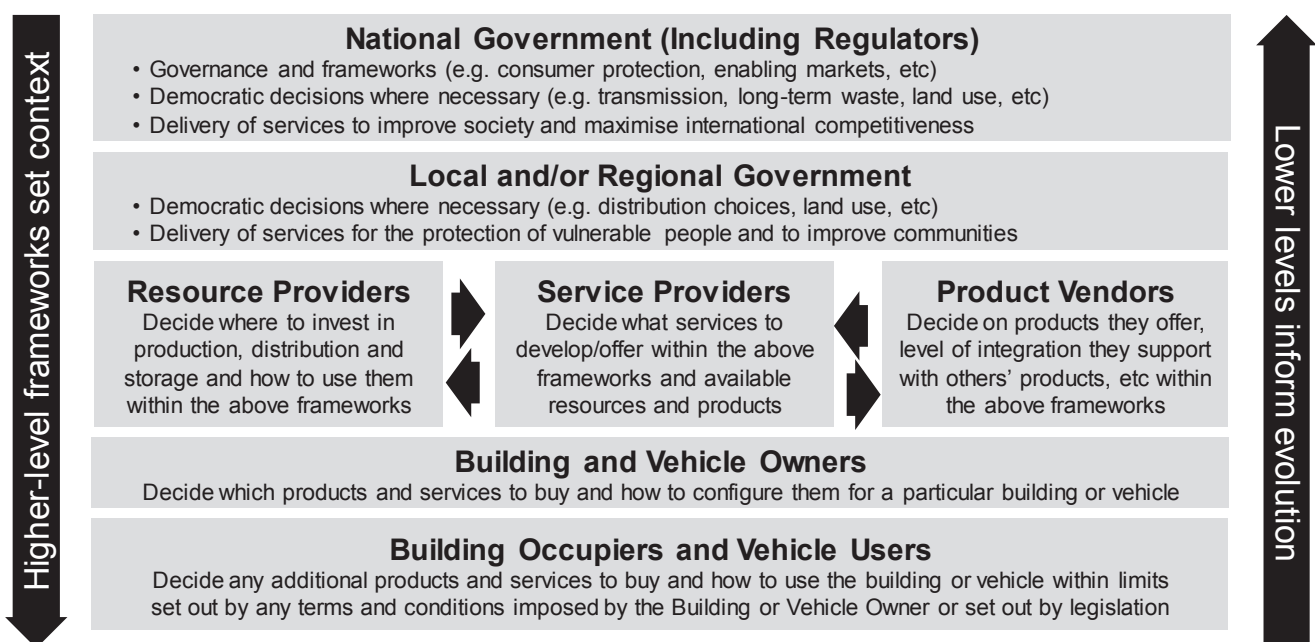 Higher-level frameworks set context
National Government (Including Regulators)
• Governance and frameworks (e.g. consumer protection, enabling markets, etc)
• Democratic decisions where necessary (e.g. transmission, long-term waste, land use, etc)
• Delivery of services to improve society and maximise international competitiveness
Local and/or Regional Government
• Democratic decisions where necessary (e.g. distribution choices, land use, etc)
• Delivery of services for the protection of vulnerable people and to improve communities
Resource Providers
Decide where to invest in
production, distribution and
storage and how to use them
within the above frameworks
Service Providers
Decide what services to
develop/offer within the above
frameworks and available
resources and products
Product Vendors
Decide on products they offer,
level of integration they support
with others’ products, etc within
the above frameworks
Building and Vehicle Owners
Decide which products and services to buy and how to configure them for a particular building or vehicle
Building Occupiers and Vehicle Users
Decide any additional products and services to buy and how to use the building or vehicle within limits
set out by any terms and conditions imposed by the Building or Vehicle Owner or set out by legislation
Lower levels inform evolution